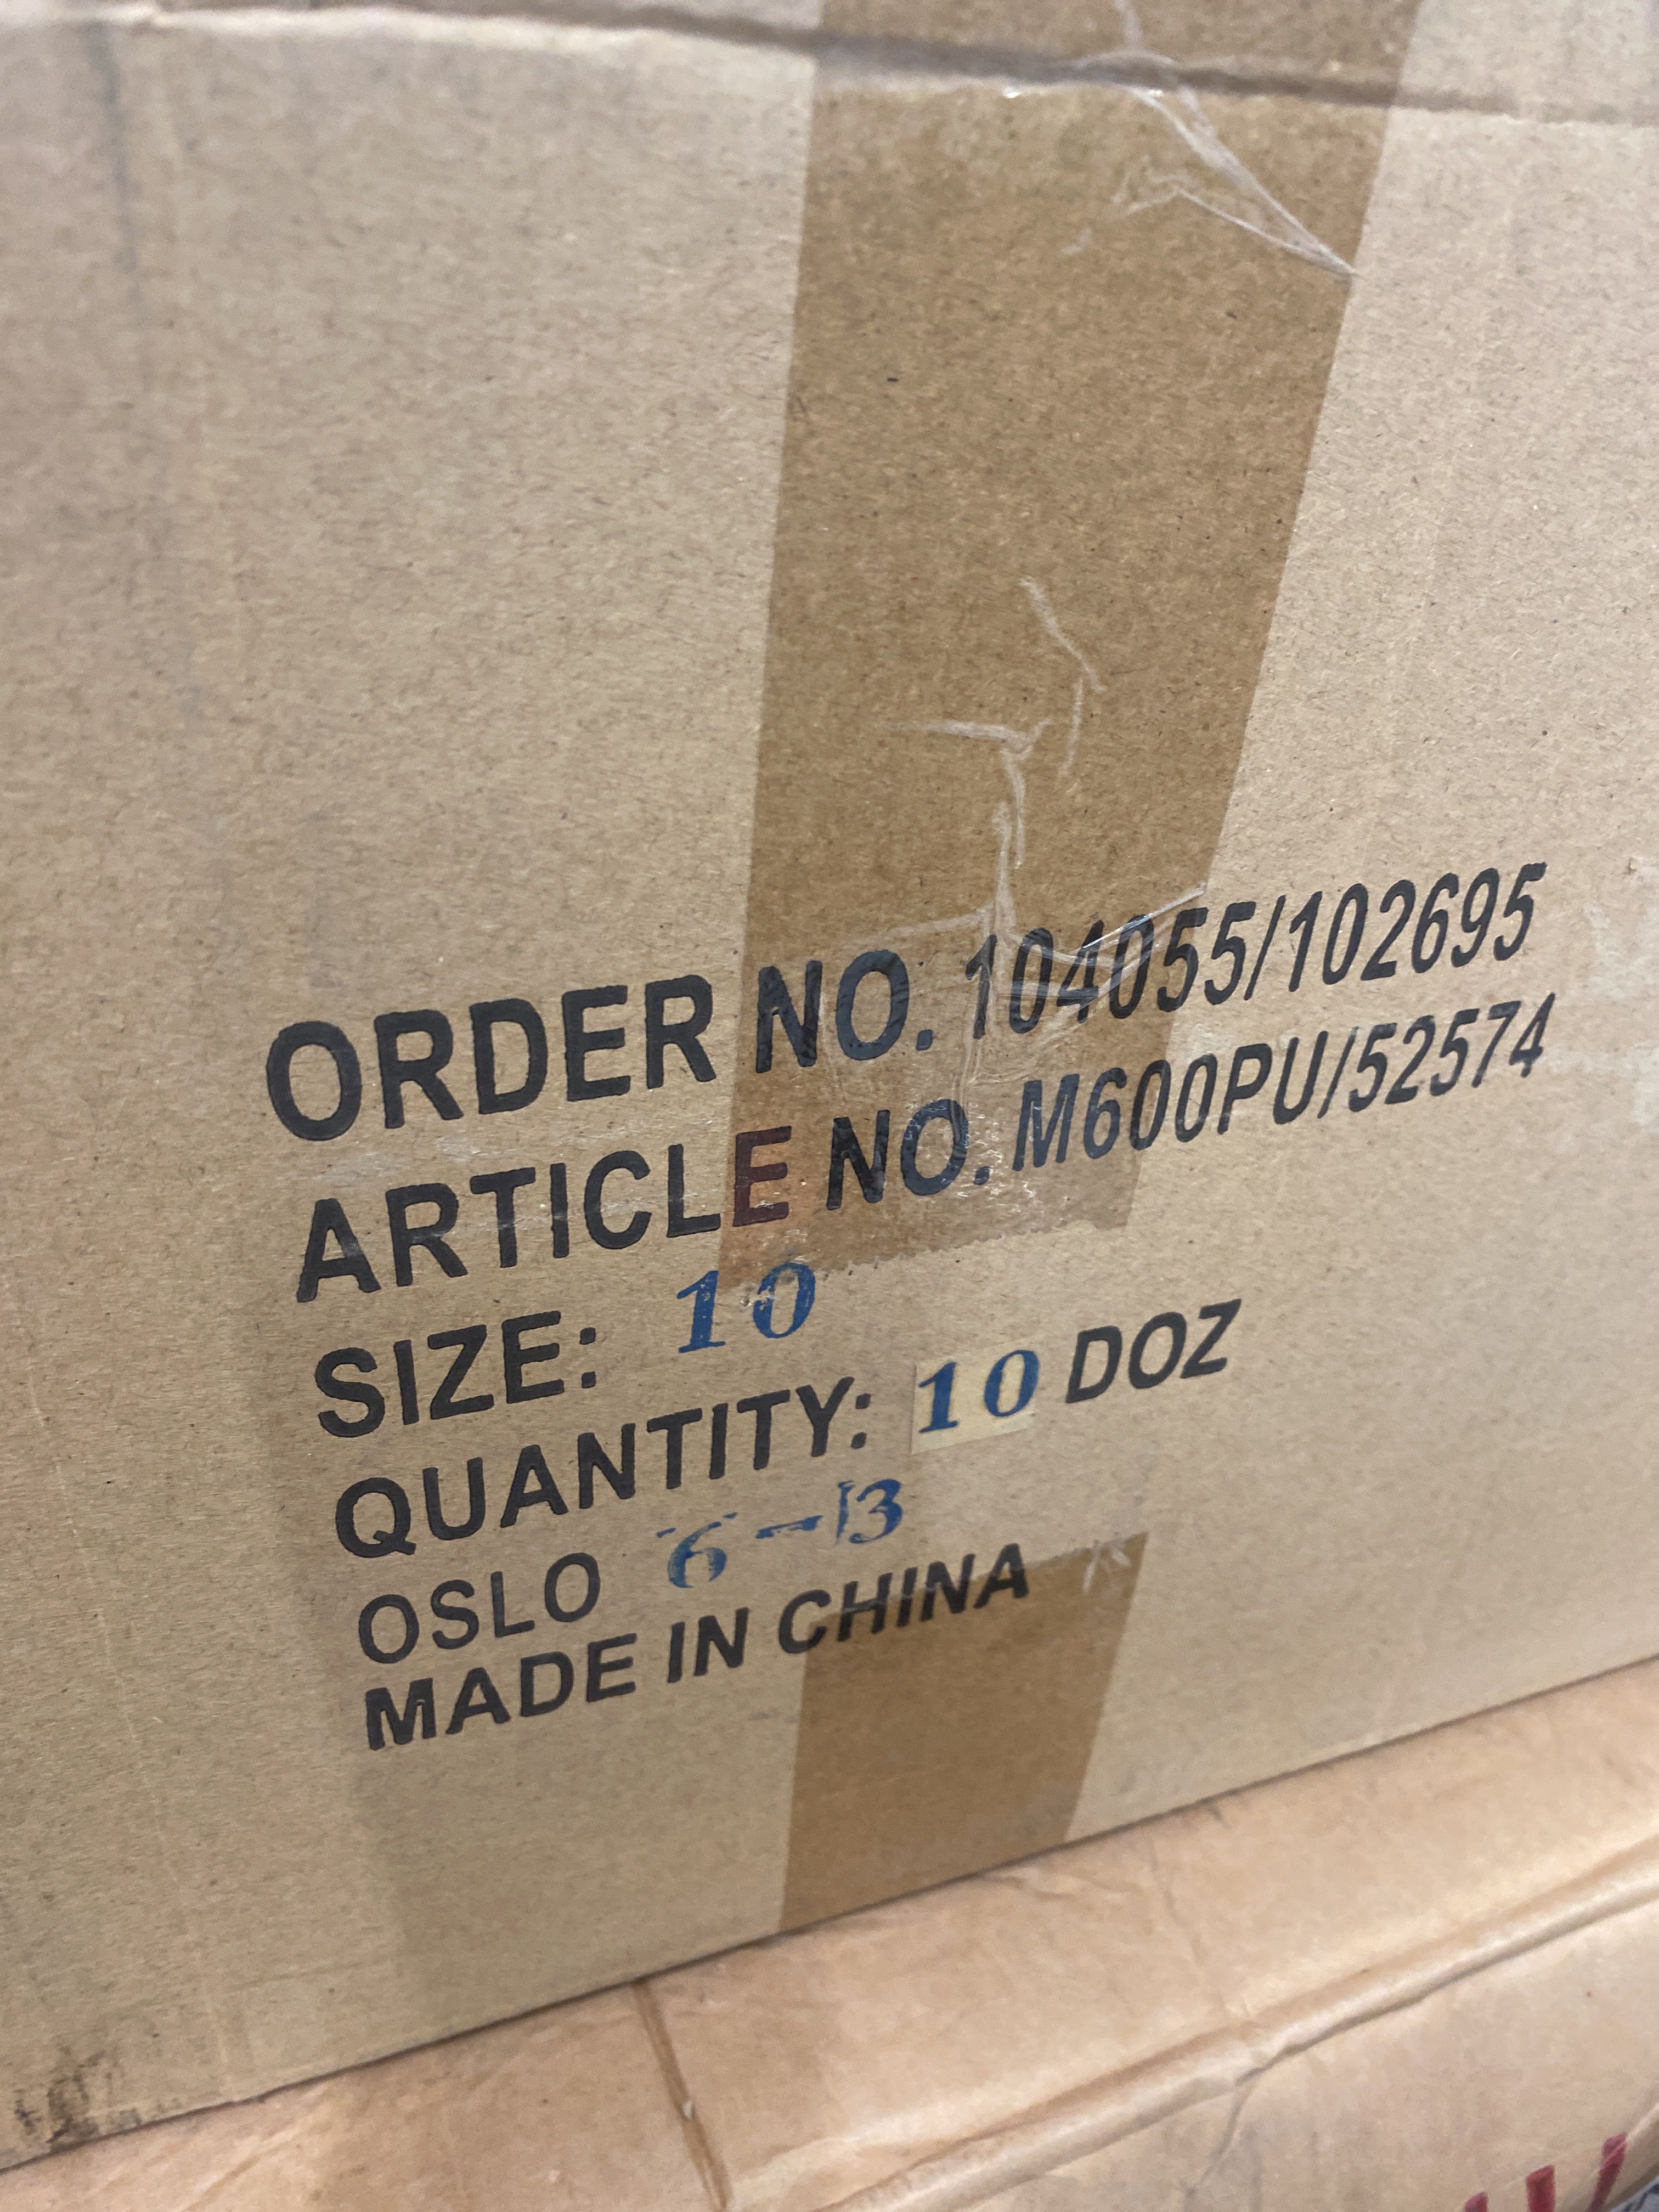 ORDER NO. 104055/102695
ARTICLE NO. M600PU/52574
SIZE: 10
QUANTITY: 10 DOZ
OSLO 6-13
MADE IN CHINA